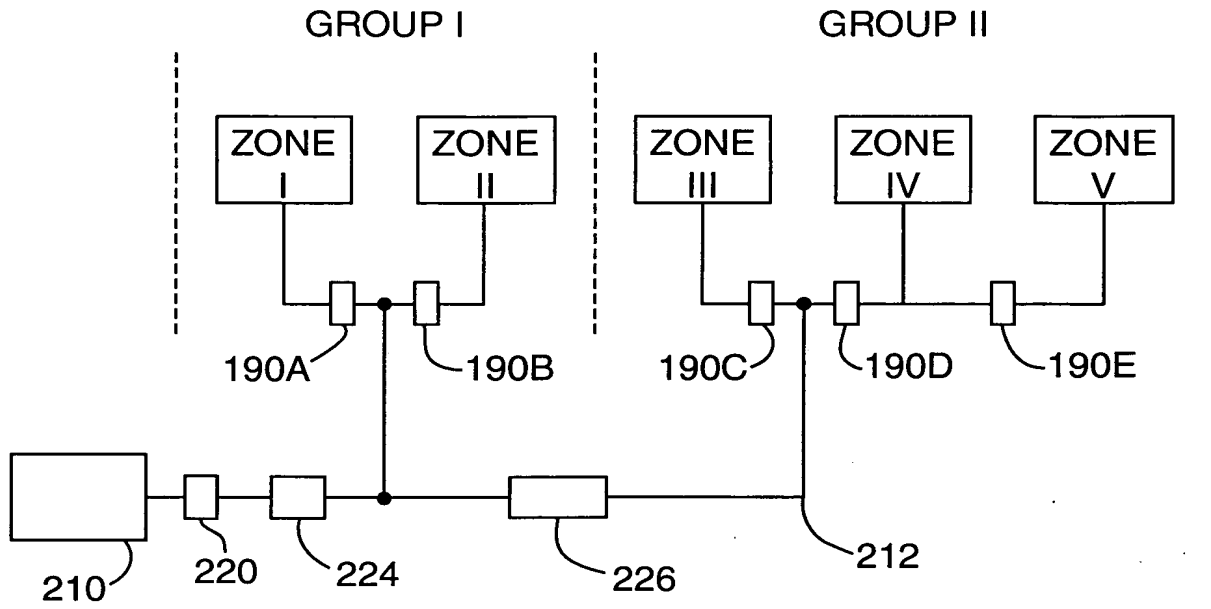 GROUP I
GROUP II
ZONE
I
ZONE
II
ZONE
III
ZONE
IV
ZONE
V
190A
190B
190C
190D
190E
210
220
224
226
212